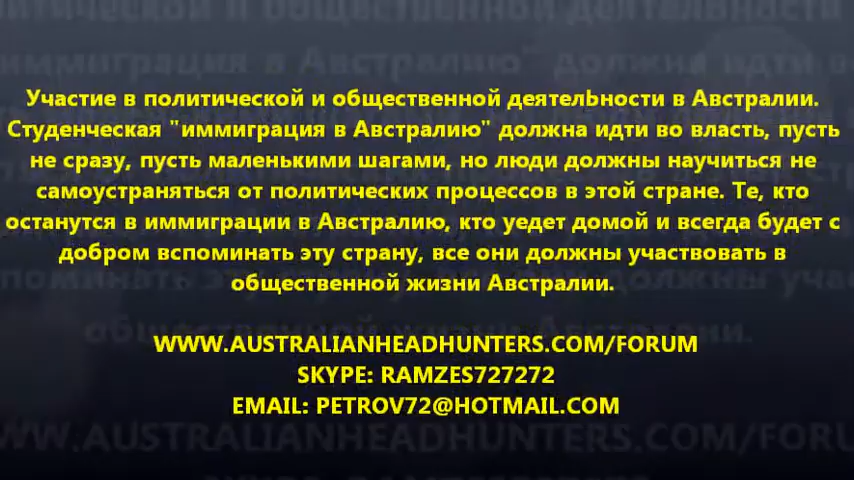 Участие в политической и общественной деятелЬности в Австралии.
Студенческая "иммиграция в Австралию" должна идти во власть, пусть
не сразу, пусть маленькими шагами, но люди должны научиться не
самоустраняться от политических процессов в этой стране. Те, кто
останутся в иммиграции в Австралию, кто уедет домой и всегда будет с
добром вспоминать эту страну, все они должны участвовать в
общественной жизни Австралии.
WWW.AUSTRALIANHEADHUNTERS.COM/FORUM
SKYPE: RAMZES727272
EMAIL: PETROV72@HOTMAIL.COM